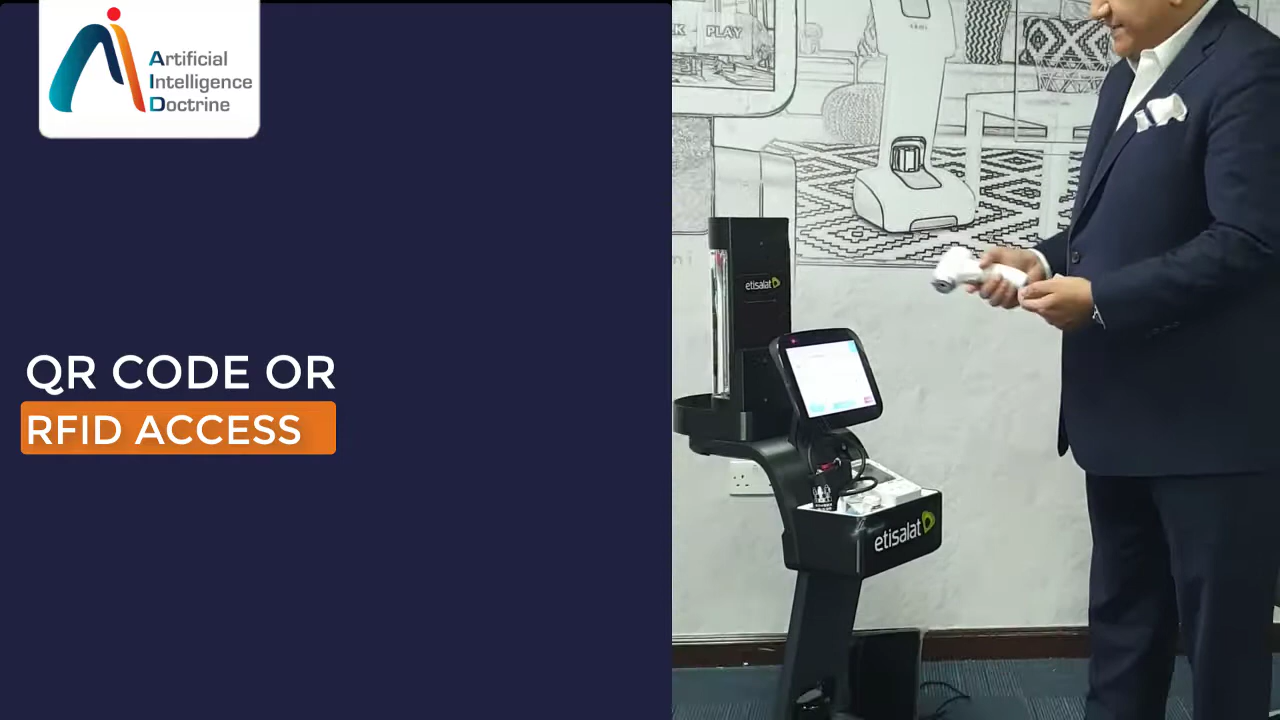 Artificial
Intelligence
Doctrine
QR CODE OR
RFID ACCESS
PLAY
etisalat
etisalat